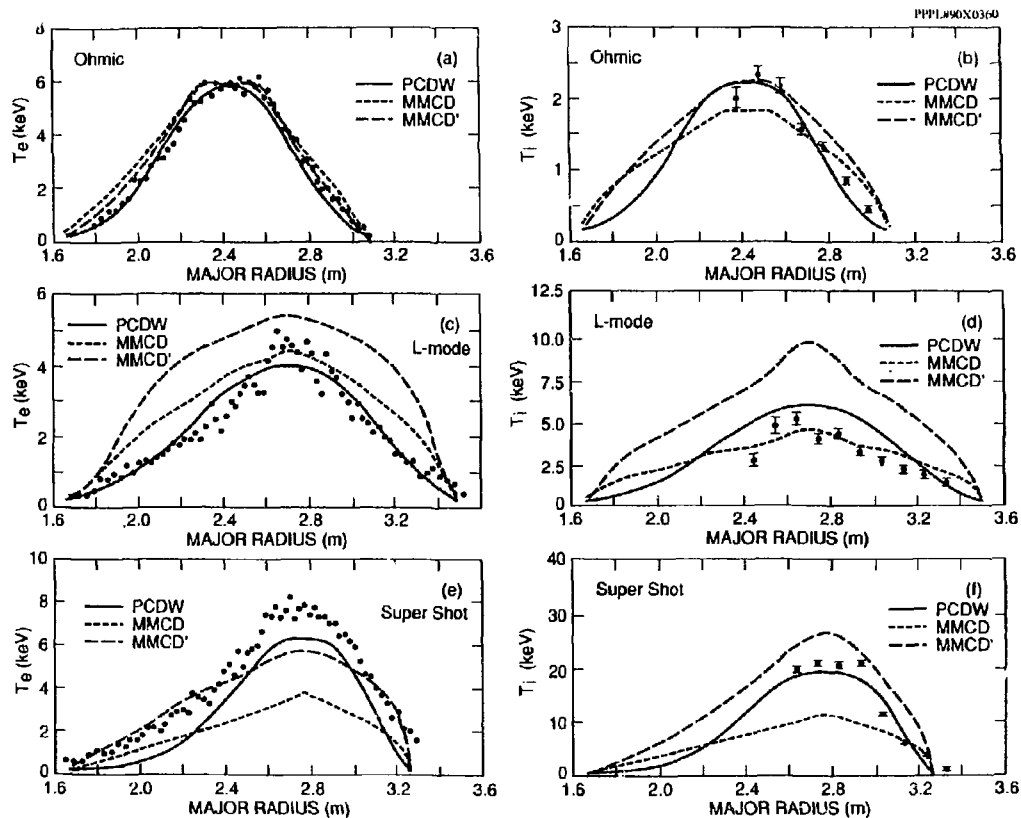 PPPL#90X0360
8
6
4
2
0
1.6
2.0
2.4
2.8
3.2
3.6
Te (keV)
MAJOR RADIUS (m)
Ohmic
(a)
PCDW
MMCD
MMCD'
3
2
1
0
1.6
2.0
2.4
2.8
3.2
3.6
Ti (keV)
MAJOR RADIUS (m)
Ohmic
(b)
PCDW
MMCD
MMCD'
6
4
2
0
1.6
2.0
2.4
2.8
3.2
3.6
Te (keV)
MAJOR RADIUS (m)
PCDW
MMCD
MMCD'
(c)
L-mode
12.5
10.0
7.5
5.0
2.5
0
1.6
2.0
2.4
2.8
3.2
3.6
Ti (keV)
MAJOR RADIUS (m)
L-mode
(d)
PCDW
MMCD
MMCD'
10
8
6
4
2
0
1.6
2.0
2.4
2.8
3.2
3.6
Te (keV)
MAJOR RADIUS (m)
PCDW
MMCD
MMCD'
(e)
Super Shot
40
30
20
10
0
1.6
2.0
2.4
2.8
3.2
3.6
Ti (keV)
MAJOR RADIUS (m)
Super Shot
(f)
PCDW
MMCD
MMCD'